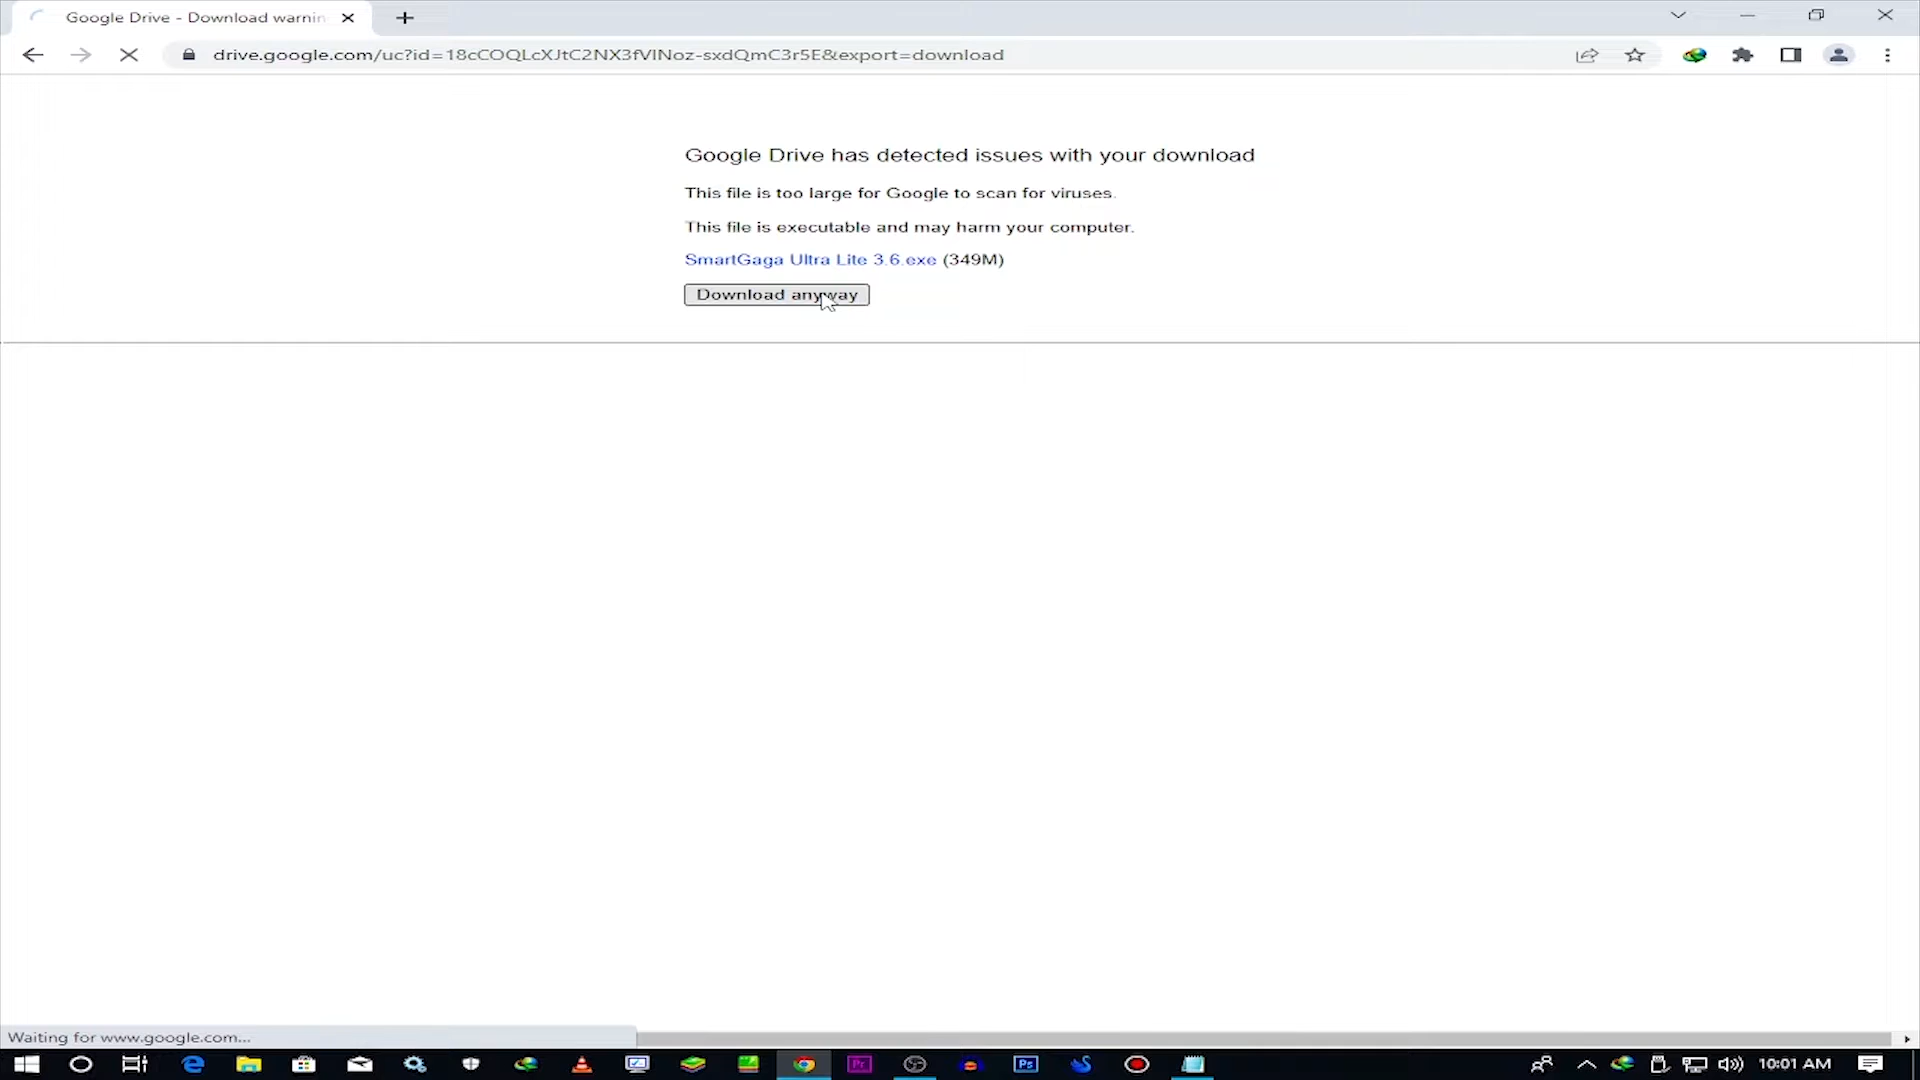 Google Drive - Download warnin
drive.google.com/uc?id=18cCOQLcXJtC2NX3fVINoz-sxdQmC3r5E&export=download
Google Drive has detected issues with your download
This file is too large for Google to scan for viruses.
This file is executable and may harm your computer.
SmartGaga Ultra Lite 3.6.exe (349M)
Download anyway
Waiting for www.google.com...
Pr
Ps
10:01 AM